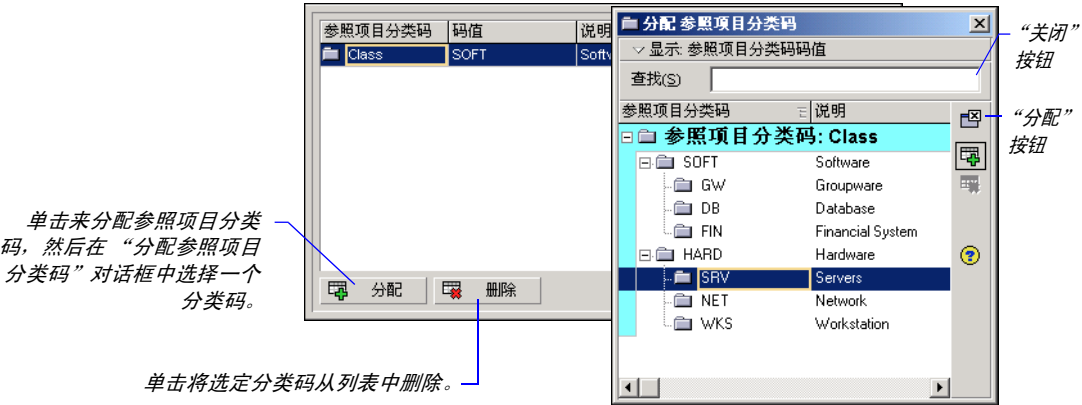 参照项目分类码 码值 说明
Class SOFT Softw
分配 删除
单击来分配参照项目分类
码，然后在 “分配参照项目
分类码”对话框中选择一个
分类码。
单击将选定分类码从列表中删除。
分配 参照项目分类码
显示: 参照项目分类码码值
查找(S)
参照项目分类码 说明
参照项目分类码: Class
SOFT Software
GW Groupware
DB Database
FIN Financial System
HARD Hardware
SRV Servers
NET Network
WKS Workstation
“关闭”
按钮
“分配”
按钮